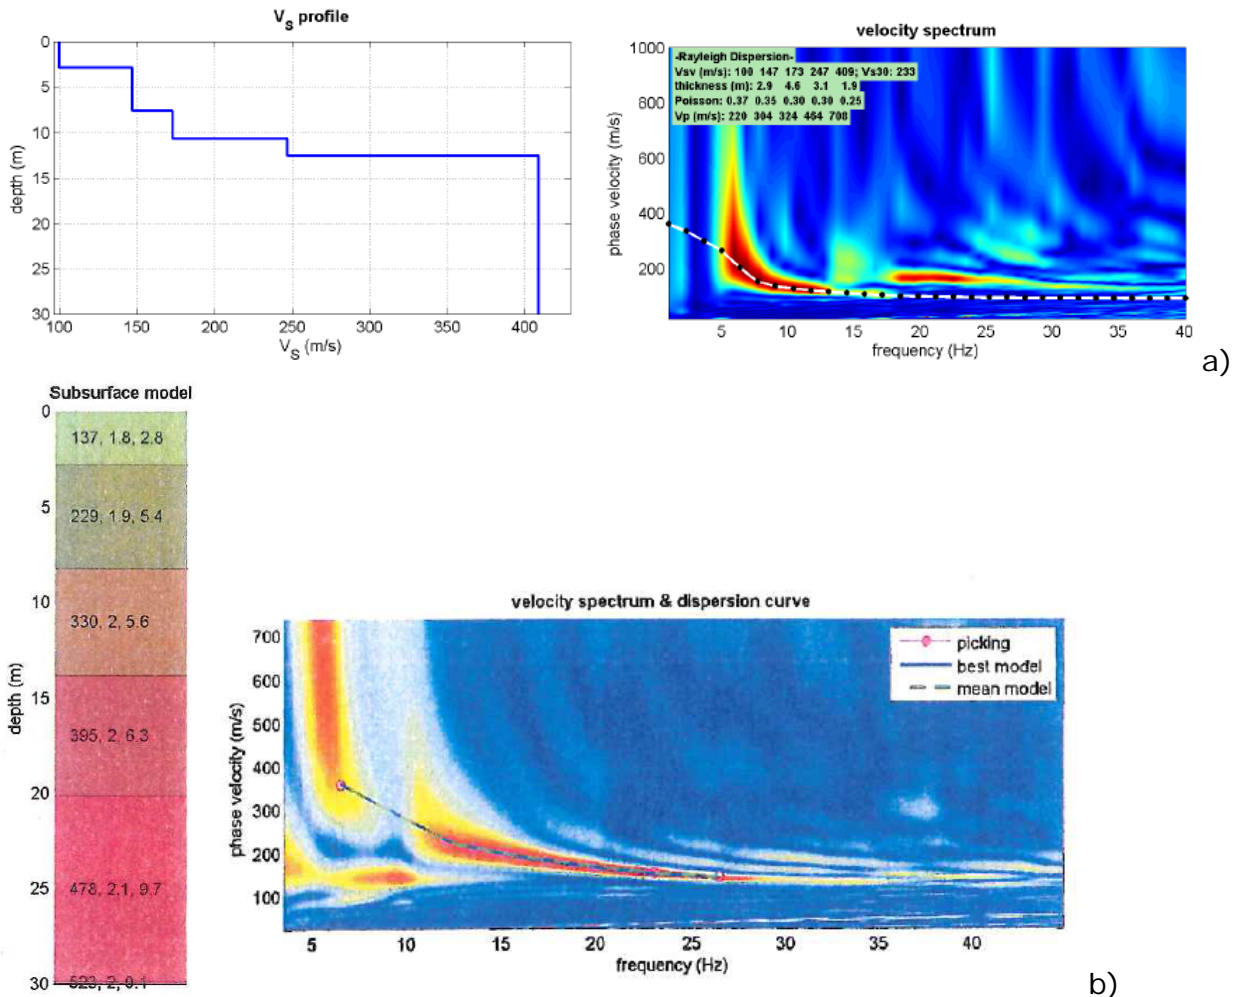 V_S profile
0
5
10
15
20
25
30
depth (m)
100 150 200 250 300 350 400
V_S (m/s)
velocity spectrum
1000
800
600
400
200
phase velocity (m/s)
-Rayleigh Dispersion-
Vsv (m/s): 100 147 173 247 409; Vs30: 233
thickness (m): 2.9 4.6 3.1 1.9
Poisson: 0.37 0.35 0.30 0.30 0.25
Vp (m/s): 220 304 324 464 708
5 10 15 20 25 30 35 40
frequency (Hz)
a)
Subsurface model
0
5
10
15
20
25
30
depth (m)
137, 1.8, 2.8
229, 1.9, 5.4
330, 2, 5.6
395, 2, 6.3
478, 2.1, 9.7
523, 2, 0.1
velocity spectrum & dispersion curve
700
600
500
400
300
200
100
phase velocity (m/s)
picking
best model
mean model
5 10 15 20 25 30 35 40
frequency (Hz)
b)